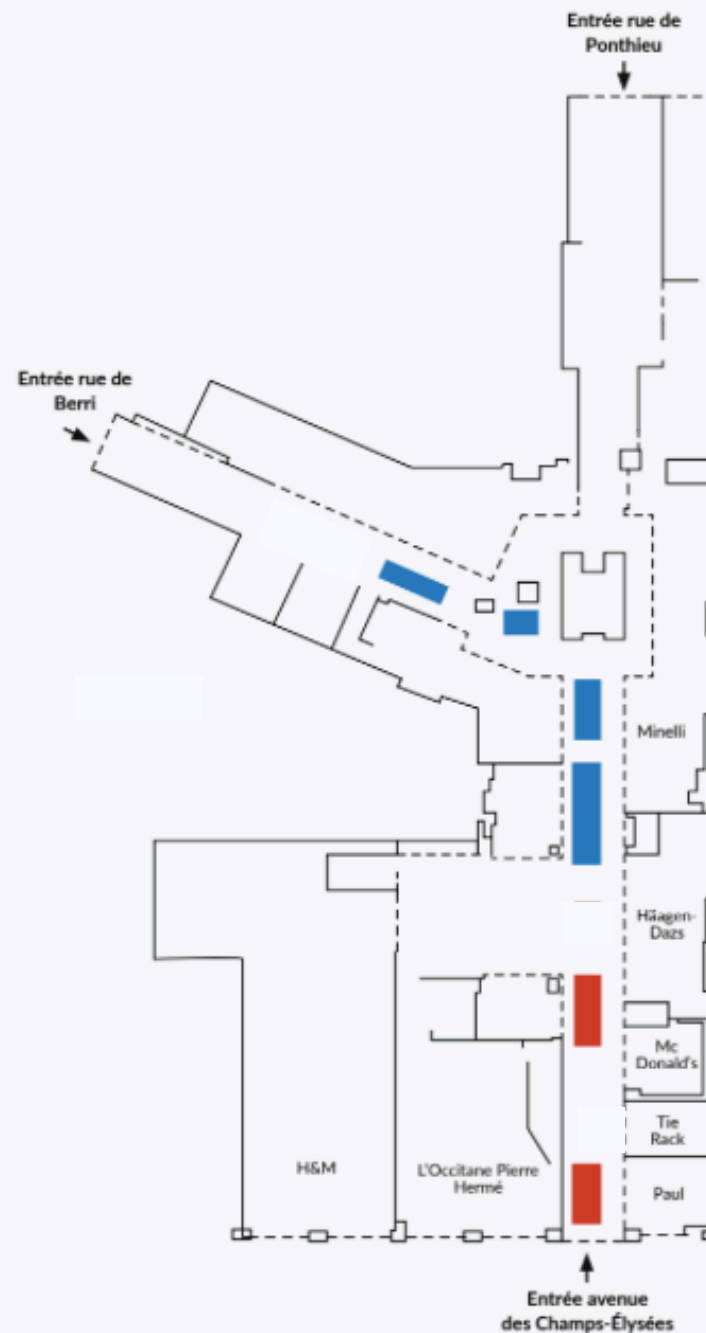 Entrée rue de
Ponthieu
Entrée rue de
Berri
Minelli
Häagen-
Dazs
Mc
Donald's
Tie
Rack
H&M
L'Occitane Pierre
Hermé
Paul
Entrée avenue
des Champs-Élysées